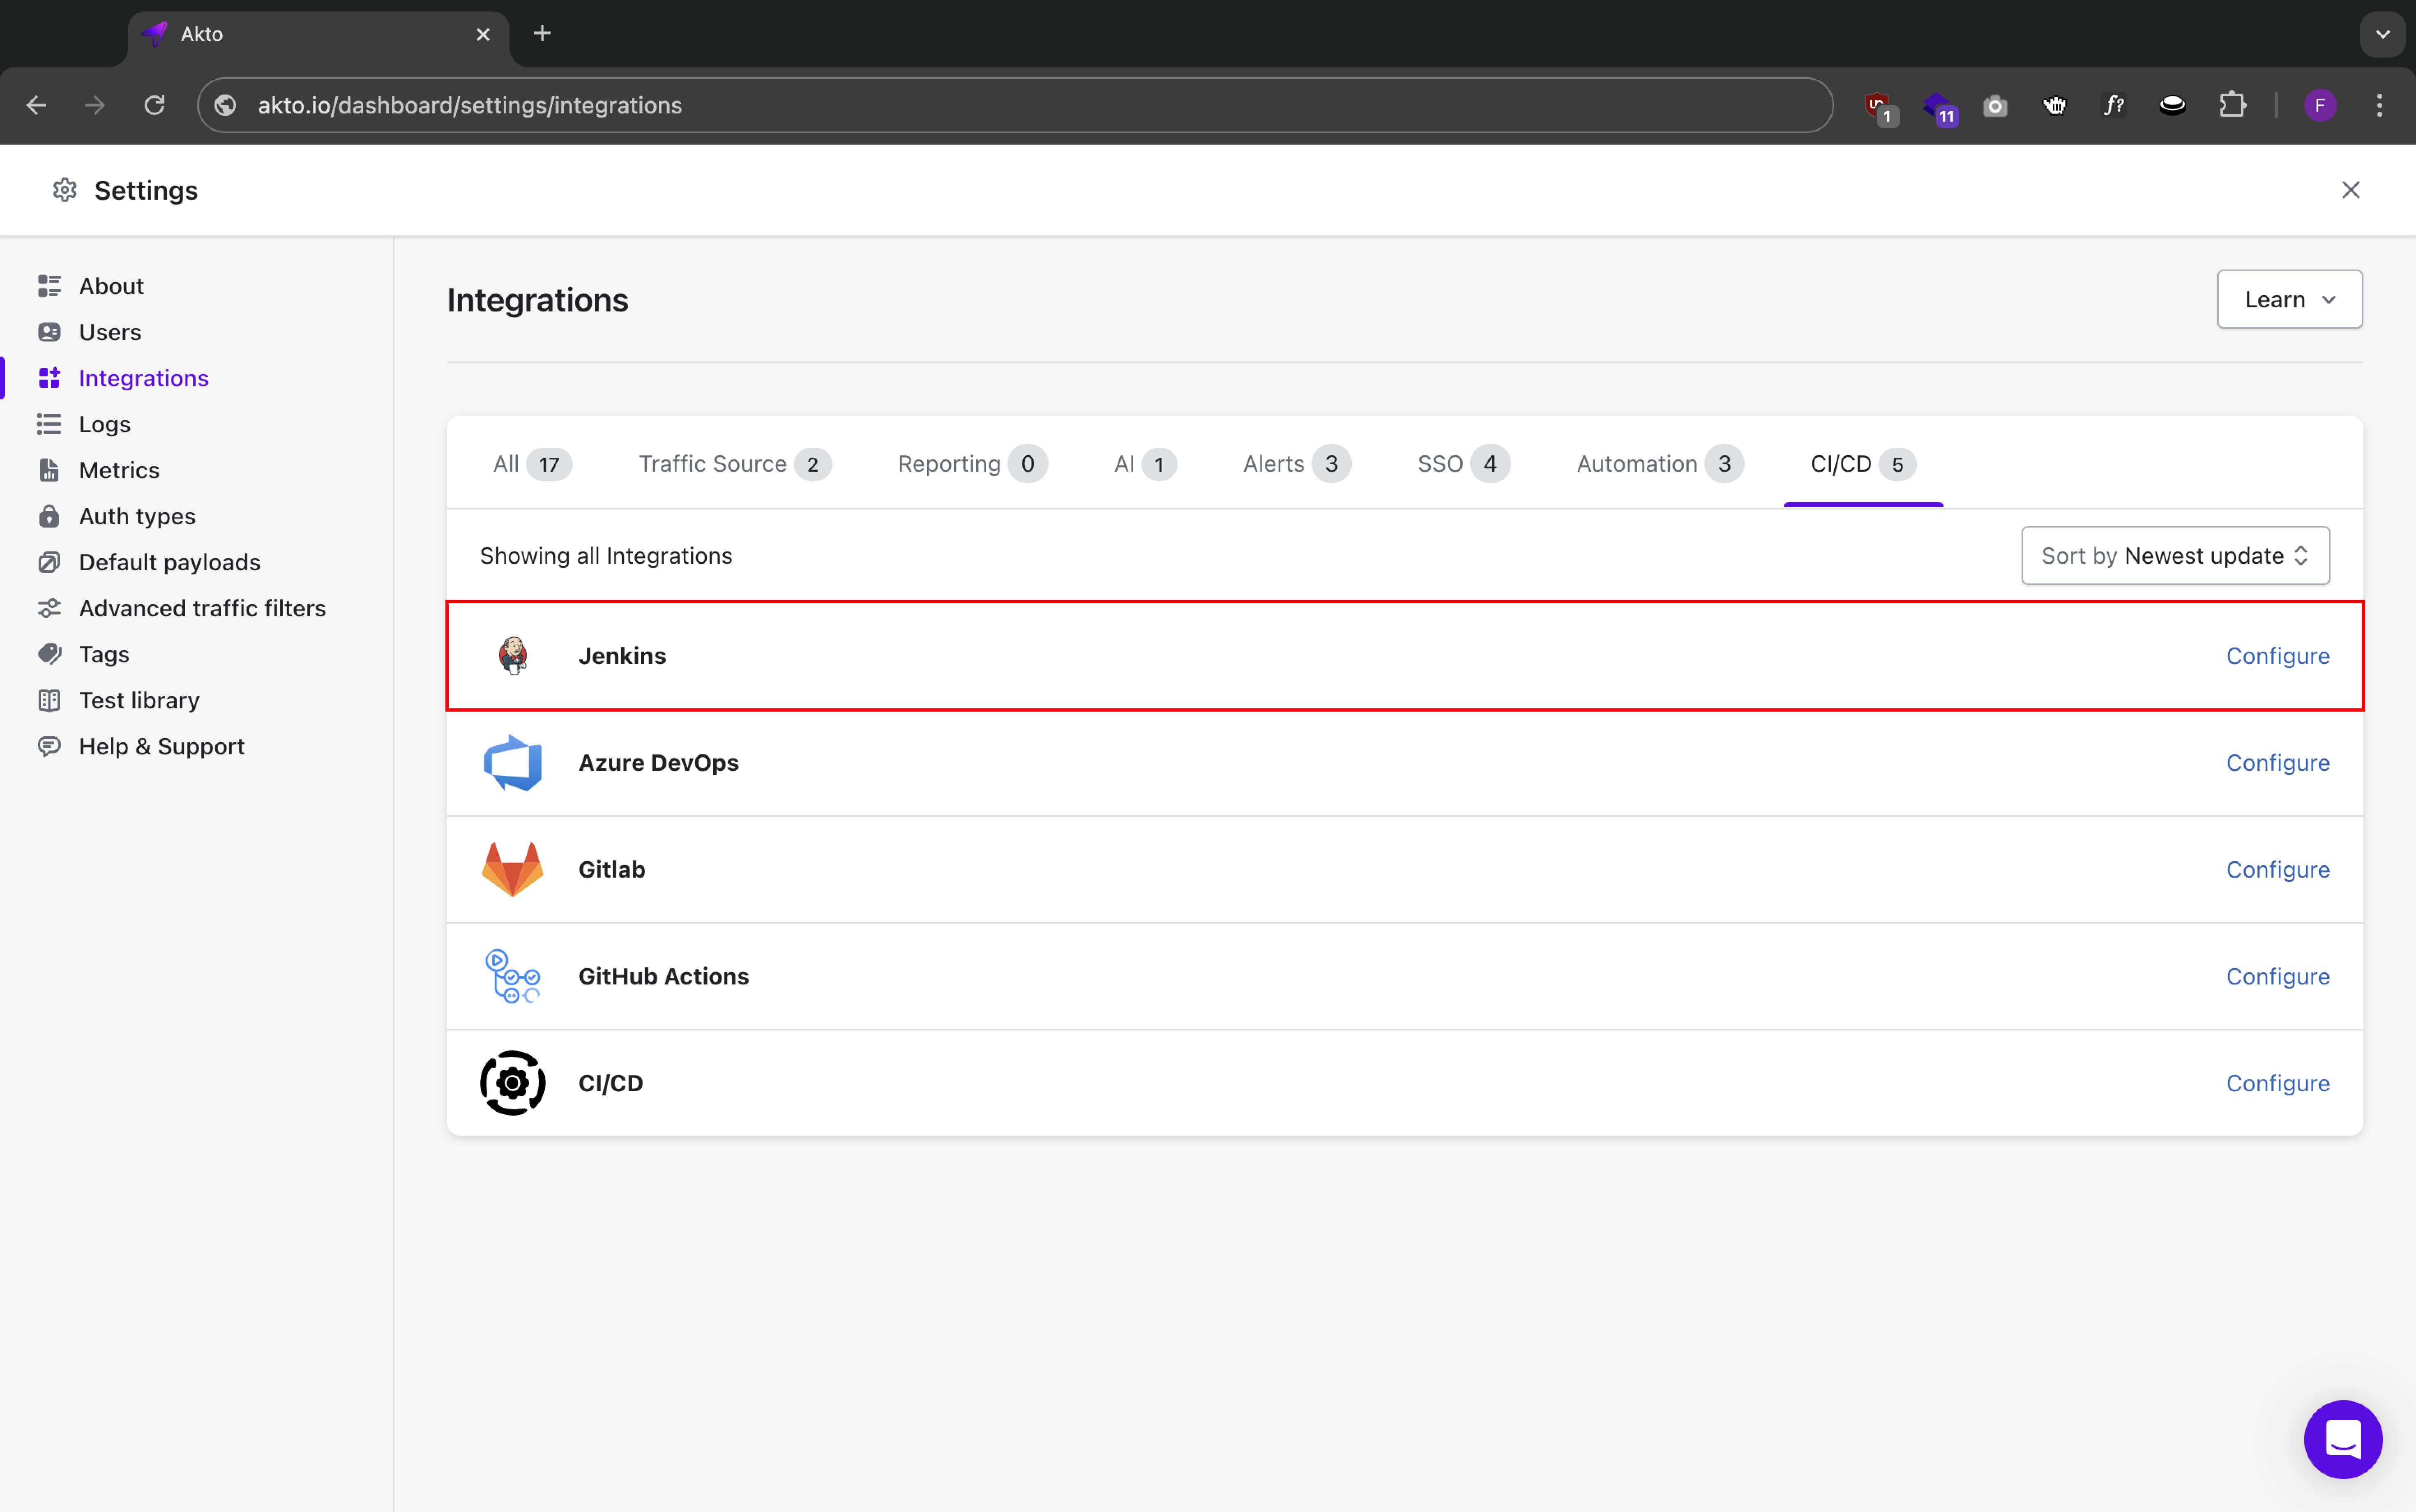 Akto
akto.io/dashboard/settings/integrations
1
11
f?
F
Settings
About
Users
Integrations
Logs
Metrics
Auth types
Default payloads
Advanced traffic filters
Tags
Test library
Help & Support
Integrations
Learn
All 17 Traffic Source 2 Reporting 0 AI 1 Alerts 3 SSO 4 Automation 3 CI/CD 5
Showing all Integrations
Sort by Newest update
Jenkins Configure
Azure DevOps Configure
Gitlab Configure
GitHub Actions Configure
CI/CD Configure